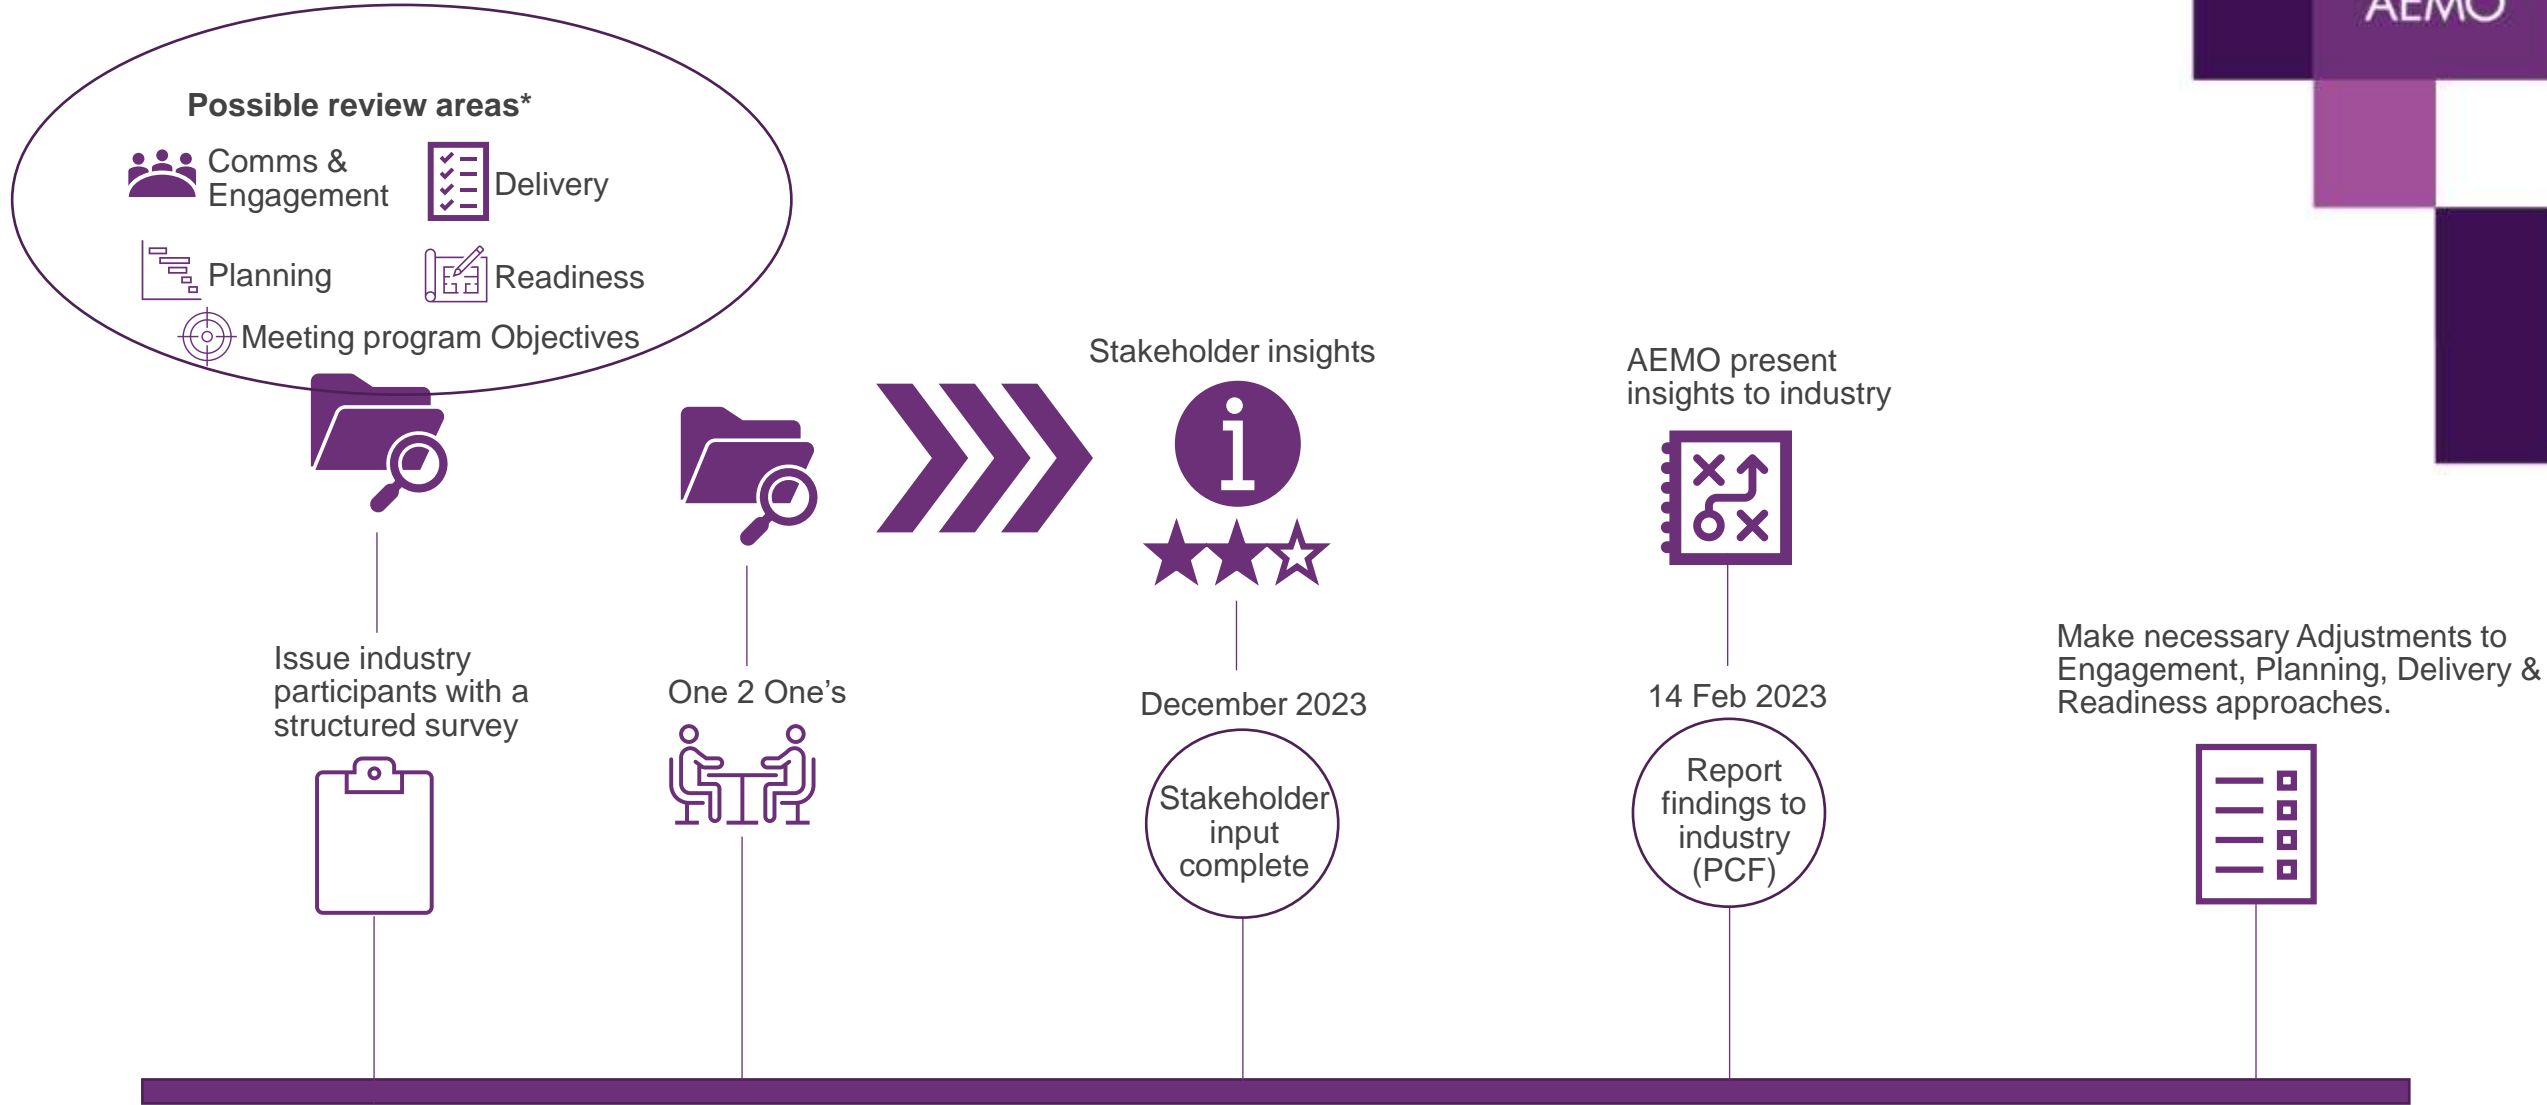 AEMO
Possible review areas*
Comms &
Engagement
Delivery
Planning
Readiness
Meeting program Objectives
Stakeholder insights
AEMO present
insights to industry
Issue industry
participants with a
structured survey
One 2 One’s
December 2023
14 Feb 2023
Make necessary Adjustments to
Engagement, Planning, Delivery &
Readiness approaches.
Stakeholder
input
complete
Report
findings to
industry
(PCF)